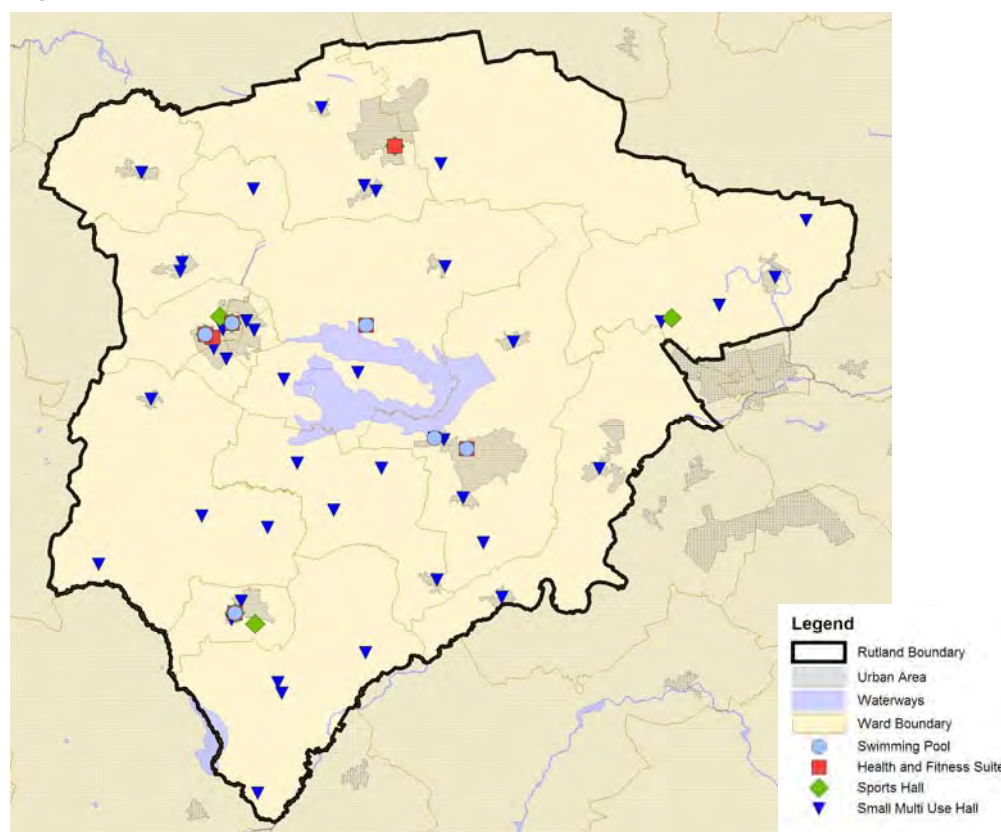 Legend
Rutland Boundary
Urban Area
Waterways
Ward Boundary
Swimming Pool
Health and Fitness Suite
Sports Hall
Small Multi Use Hall